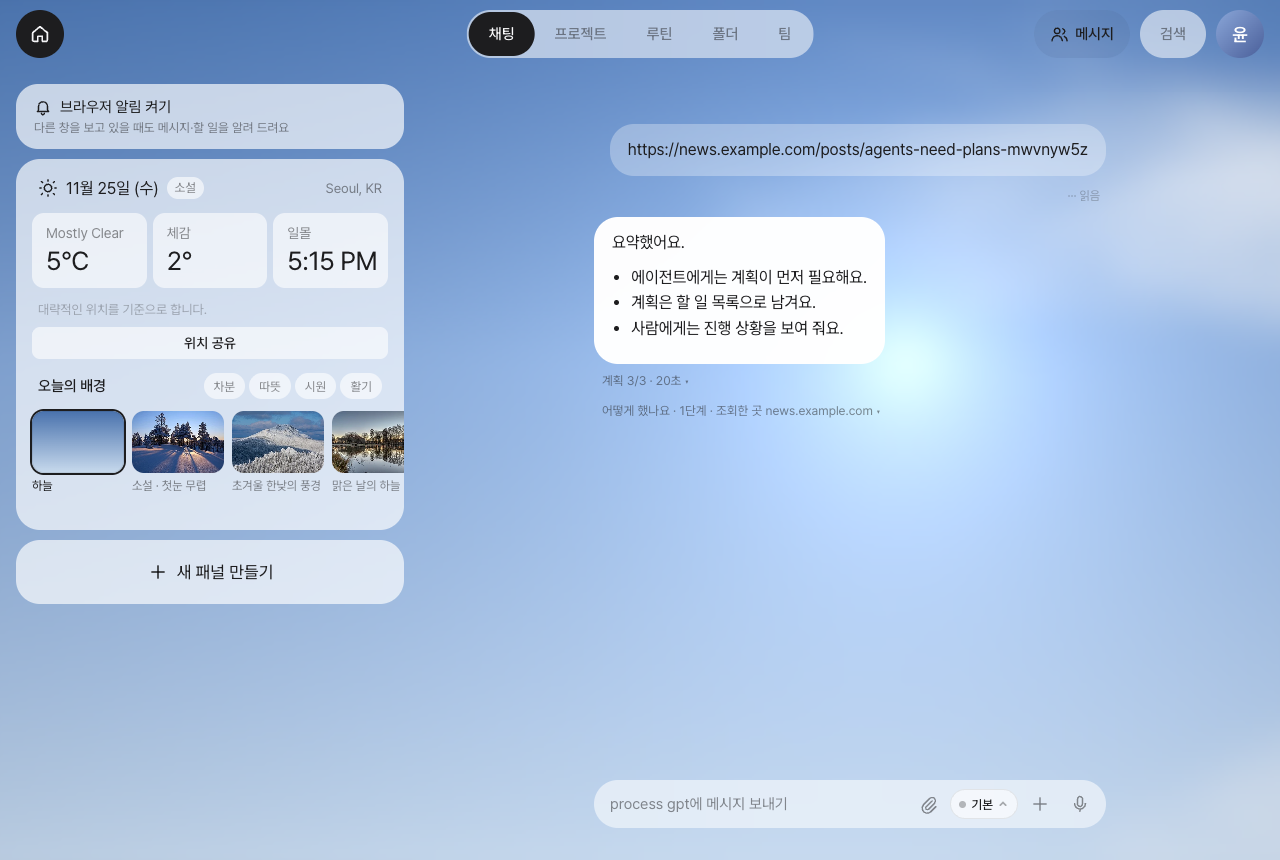 채팅
프로젝트
루틴
폴더
팀
메시지
검색
윤
브라우저 알림 켜기
다른 창을 보고 있을 때도 메시지·할 일을 알려 드려요
11월 25일 (수)
소설
Seoul, KR
Mostly Clear
5°C
체감
2°
일몰
5:15 PM
대략적인 위치를 기준으로 합니다.
위치 공유
오늘의 배경
차분
따뜻
시원
활기
하늘
소설 · 첫눈 무렵
초겨울 한낮의 풍경
맑은 날의 하늘
새 패널 만들기
https://news.example.com/posts/agents-need-plans-mwvnyw5z
··· 읽음
요약했어요.
• 에이전트에게는 계획이 먼저 필요해요.
• 계획은 할 일 목록으로 남겨요.
• 사람에게는 진행 상황을 보여 줘요.
계획 3/3 · 20초
어떻게 했나요 · 1단계 · 조회한 곳 news.example.com
process gpt에 메시지 보내기
기본